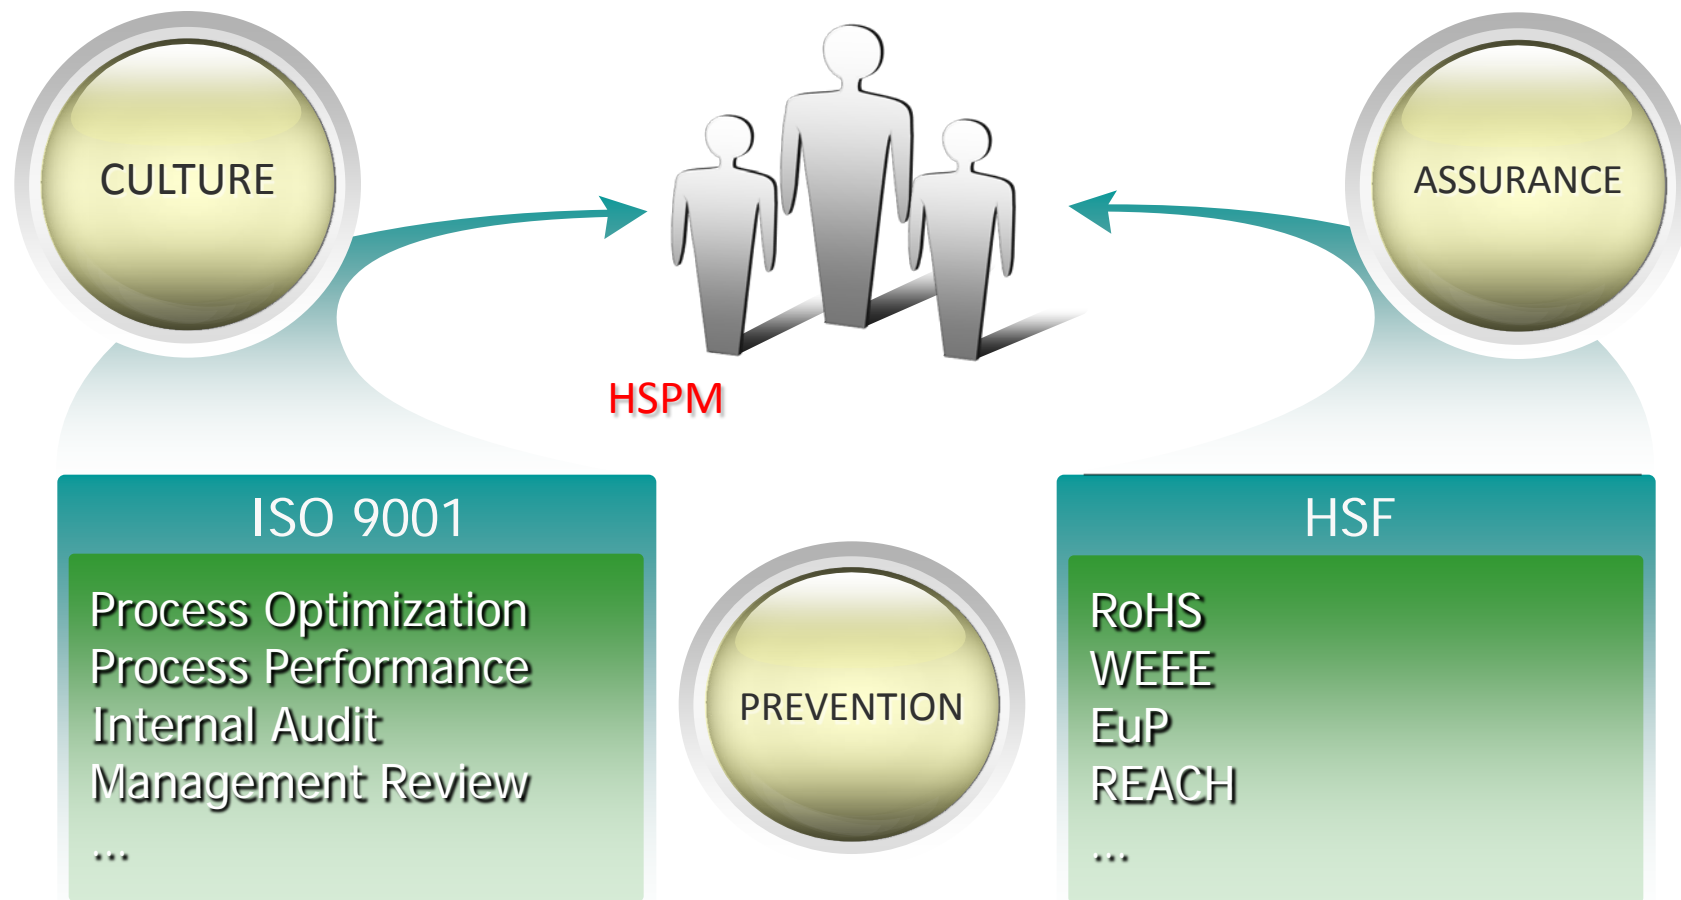 CULTURE
ASSURANCE
HSPM
ISO 9001
Process Optimization
Process Performance
Internal Audit
Management Review
...
PREVENTION
HSF
RoHS
WEEE
EuP
REACH
...